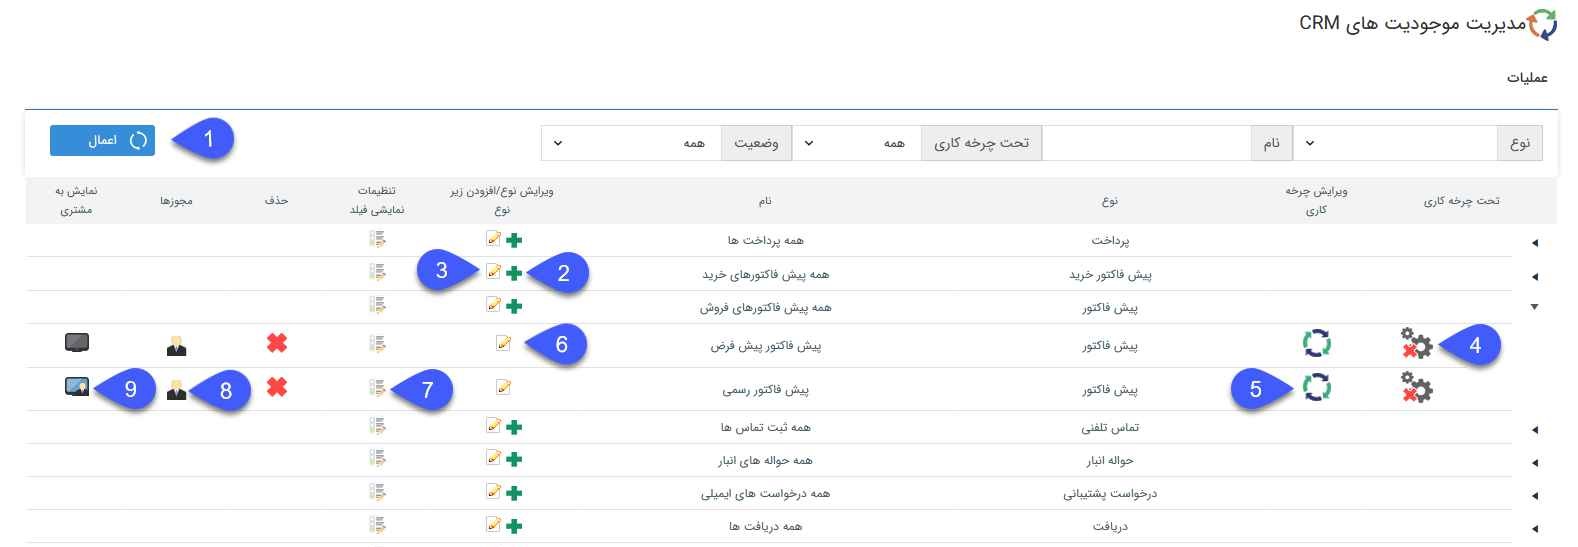 مدیریت موجودیت های CRM
عملیات
نوع
نام
تحت چرخه کاری همه
وضعیت همه
اعمال 1
تحت چرخه کاری ویرایش چرخه کاری نوع نام ویرایش نوع/افزودن زیر نوع تنظیمات نمایشی فیلد حذف مجوزها نمایش به مشتری
پرداخت همه پرداخت ها
پیش فاکتور خرید همه پیش فاکتورهای خرید 2 3
پیش فاکتور همه پیش فاکتورهای فروش
4 پیش فاکتور پیش فاکتور پیش فرض 6
5 پیش فاکتور پیش فاکتور رسمی 7 8 9
تماس تلفنی همه ثبت تماس ها
حواله انبار همه حواله های انبار
درخواست پشتیبانی همه درخواست های ایمیلی
دریافت همه دریافت ها